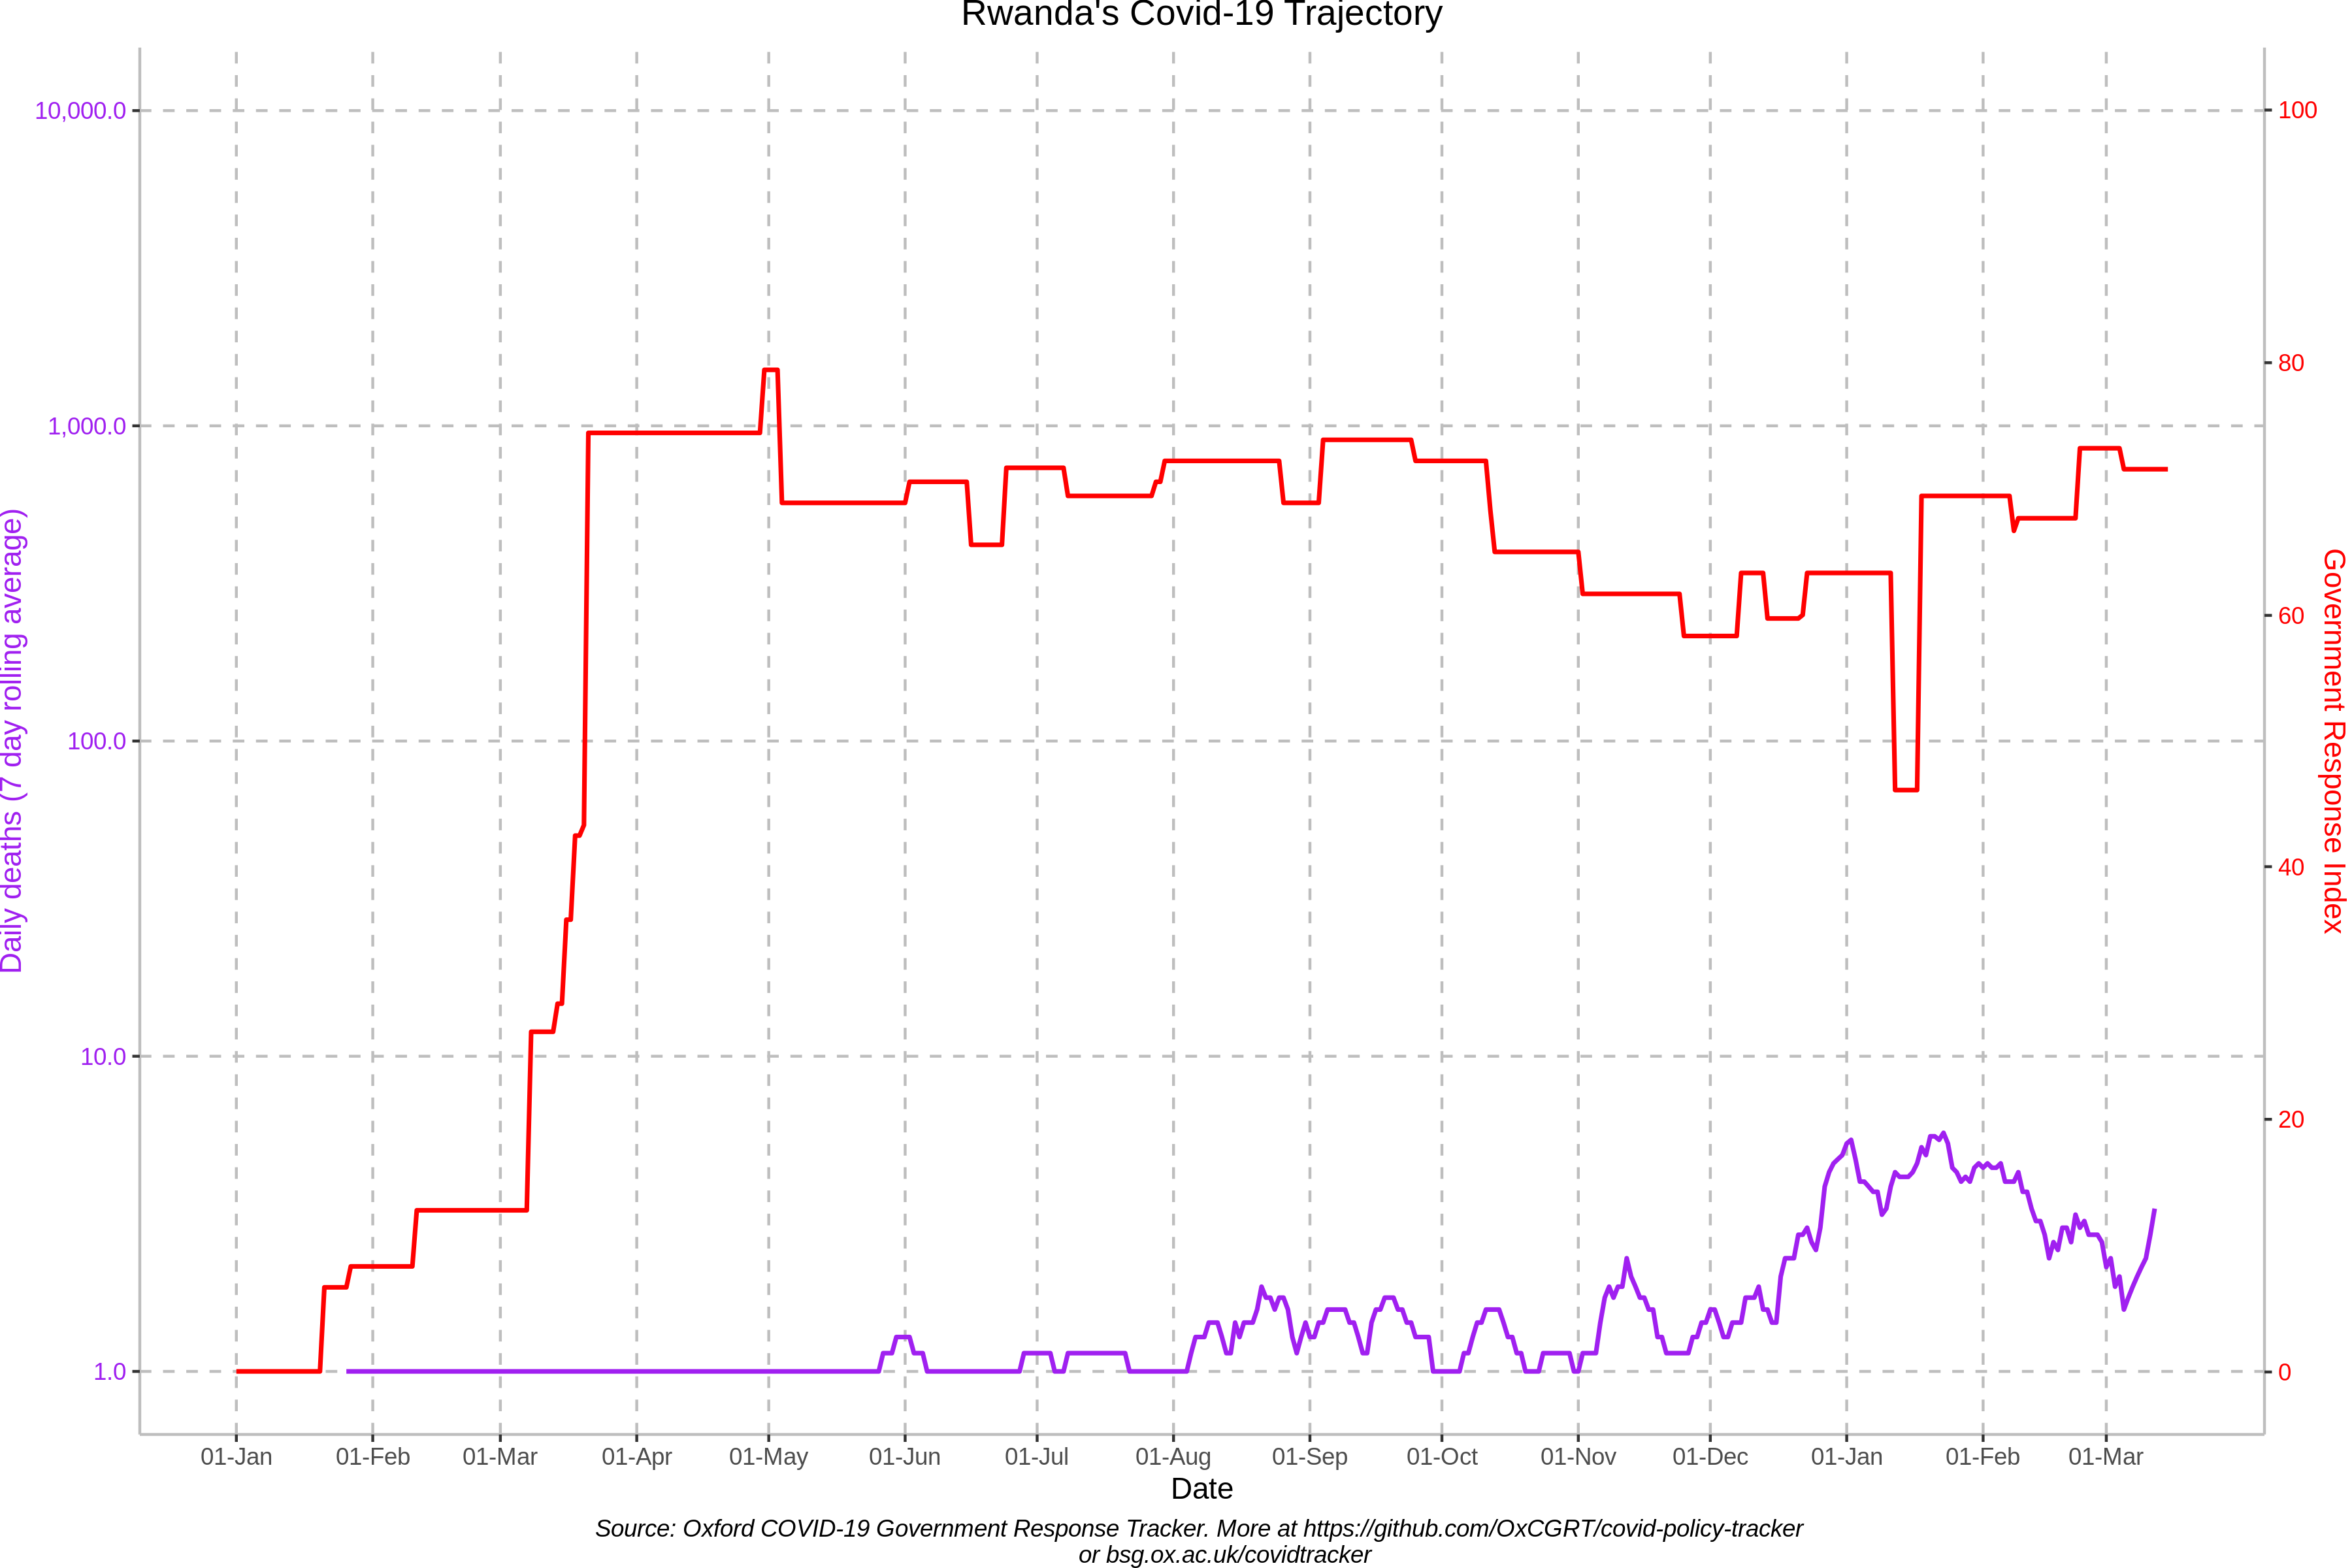 Rwanda's Covid-19 Trajectory
10,000.0
1,000.0
100.0
10.0
1.0
Daily deaths (7 day rolling average)
100
80
60
40
20
0
Government Response Index
01-Jan 01-Feb 01-Mar 01-Apr 01-May 01-Jun 01-Jul 01-Aug 01-Sep 01-Oct 01-Nov 01-Dec 01-Jan 01-Feb 01-Mar
Date
Source: Oxford COVID-19 Government Response Tracker. More at https://github.com/OxCGRT/covid-policy-tracker
or bsg.ox.ac.uk/covidtracker